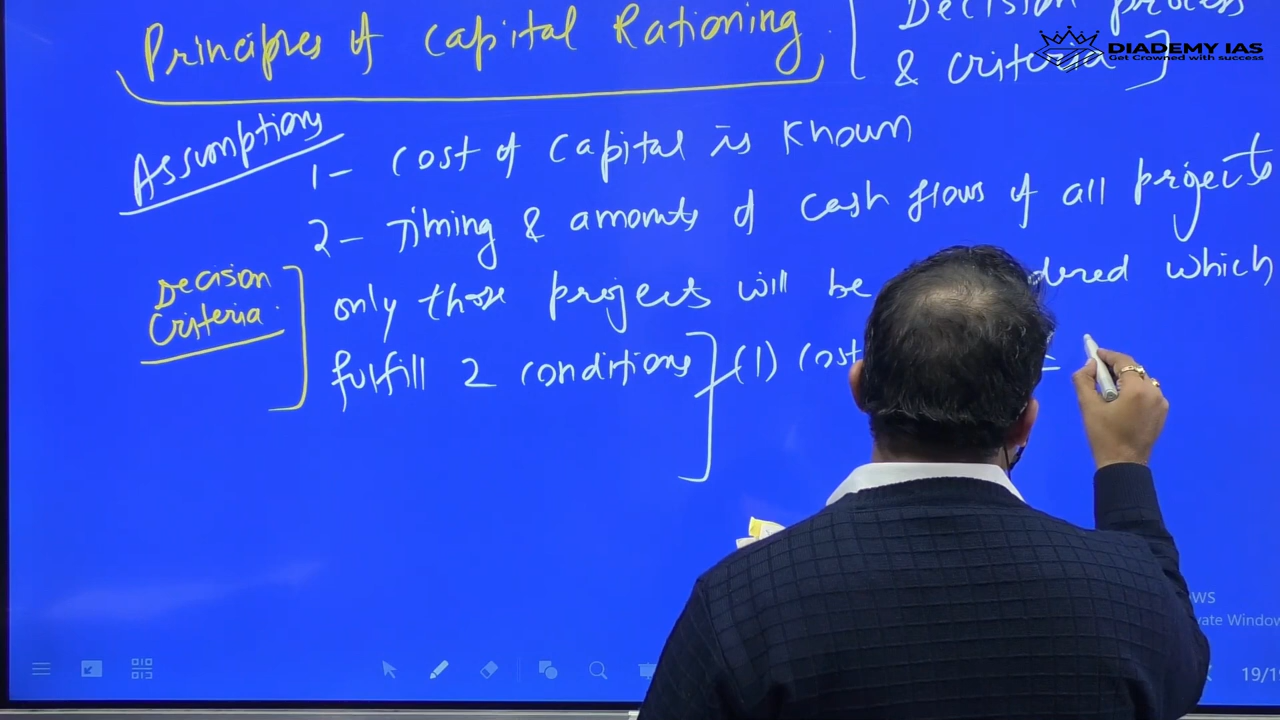 Principles of Capital Rationing [Decision process
& criteria]
DIADEMY IAS
Get Crowned with success
Assumptions
1- cost of capital is known
2- Timing & amounts of cash flows of all projects
Decision
Criteria
only those projects will be which
fulfill 2 conditions (1) cost
19/19